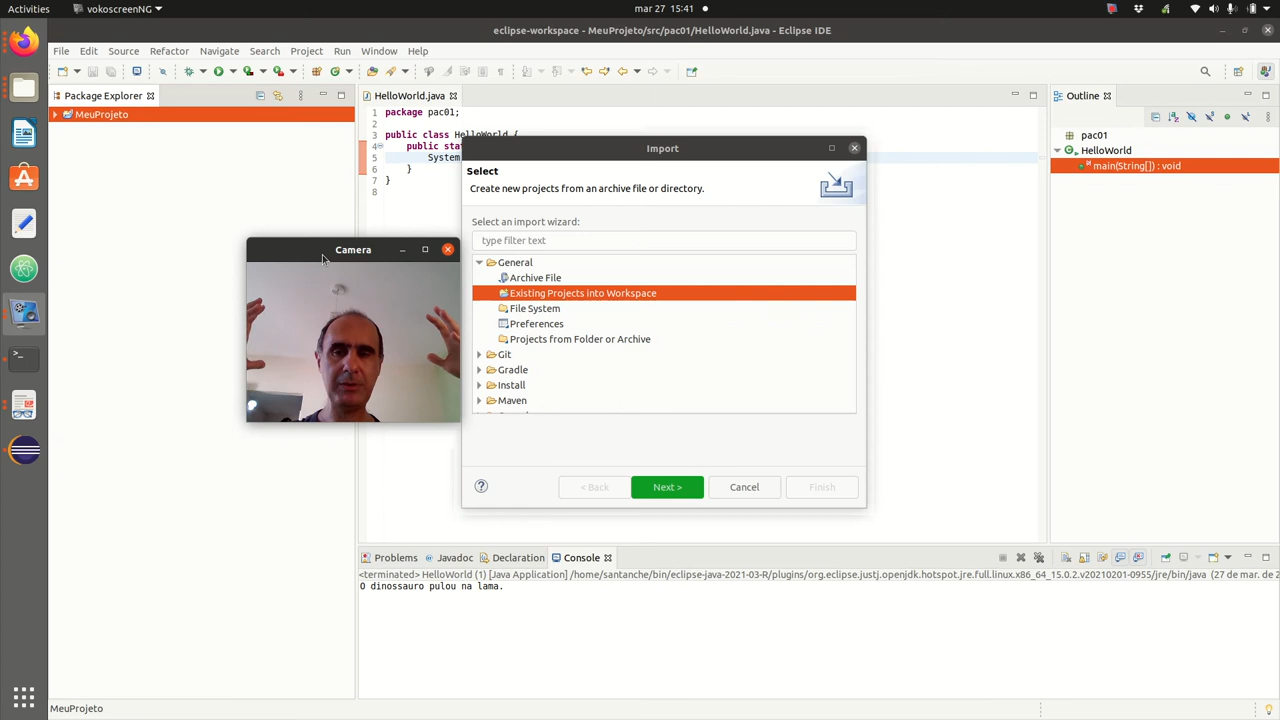 Activities
vokoscreenNG
mar 27 15:41
eclipse-workspace - MeuProjeto/src/pac01/HelloWorld.java - Eclipse IDE
File Edit Source Refactor Navigate Search Project Run Window Help
Package Explorer
MeuProjeto
HelloWorld.java
1 package pac01;
2
3 public class HelloWorld {
4 public sta
5 System
6 }
7 }
8
Outline
pac01
HelloWorld
main(String[]) : void
Camera
Import
Select
Create new projects from an archive file or directory.
Select an import wizard:
type filter text
General
Archive File
Existing Projects into Workspace
File System
Preferences
Projects from Folder or Archive
Git
Gradle
Install
Maven
< Back
Next >
Cancel
Finish
Problems
Javadoc
Declaration
Console
<terminated> HelloWorld (1) [Java Application] /home/santanche/bin/eclipse-java-2021-03-R/plugins/org.eclipse.justj.openjdk.hotspot.jre.full.linux.x86_64_15.0.2.v20210201-0955/jre/bin/java (27 de mar. de
O dinossauro pulou na lama.
MeuProjeto